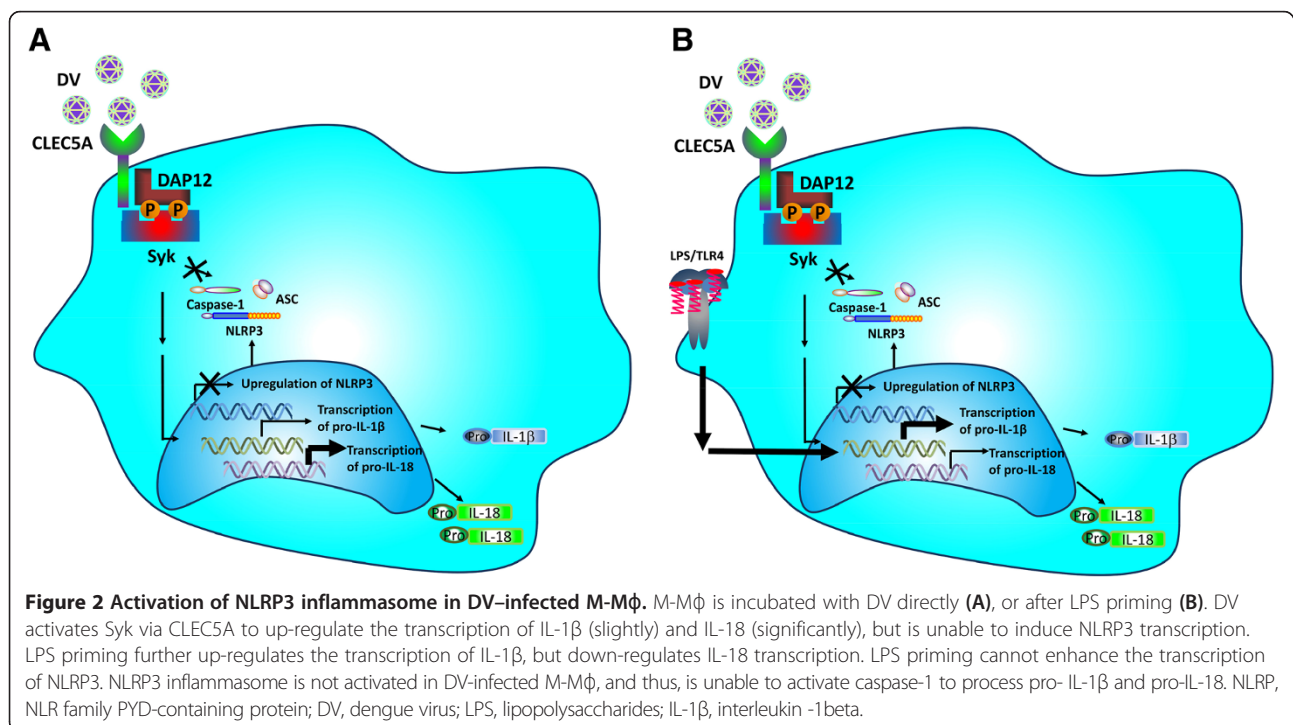 A
DV
CLEC5A
DAP12
P P
Syk
Caspase-1
ASC
NLRP3
Upregulation of NLRP3
Transcription
of pro-IL-1β
Transcription
of pro-IL-18
Pro IL-1β
Pro IL-18
Pro IL-18
B
DV
CLEC5A
DAP12
P P
Syk
LPS/TLR4
Caspase-1
ASC
NLRP3
Upregulation of NLRP3
Transcription
of pro-IL-1β
Transcription
of pro-IL-18
Pro IL-1β
Pro IL-18
Pro IL-18
Figure 2 Activation of NLRP3 inflammasome in DV–infected M-Mϕ. M-Mϕ is incubated with DV directly (A), or after LPS priming (B). DV
activates Syk via CLEC5A to up-regulate the transcription of IL-1β (slightly) and IL-18 (significantly), but is unable to induce NLRP3 transcription.
LPS priming further up-regulates the transcription of IL-1β, but down-regulates IL-18 transcription. LPS priming cannot enhance the transcription
of NLRP3. NLRP3 inflammasome is not activated in DV-infected M-Mϕ, and thus, is unable to activate caspase-1 to process pro- IL-1β and pro-IL-18. NLRP,
NLR family PYD-containing protein; DV, dengue virus; LPS, lipopolysaccharides; IL-1β, interleukin -1beta.